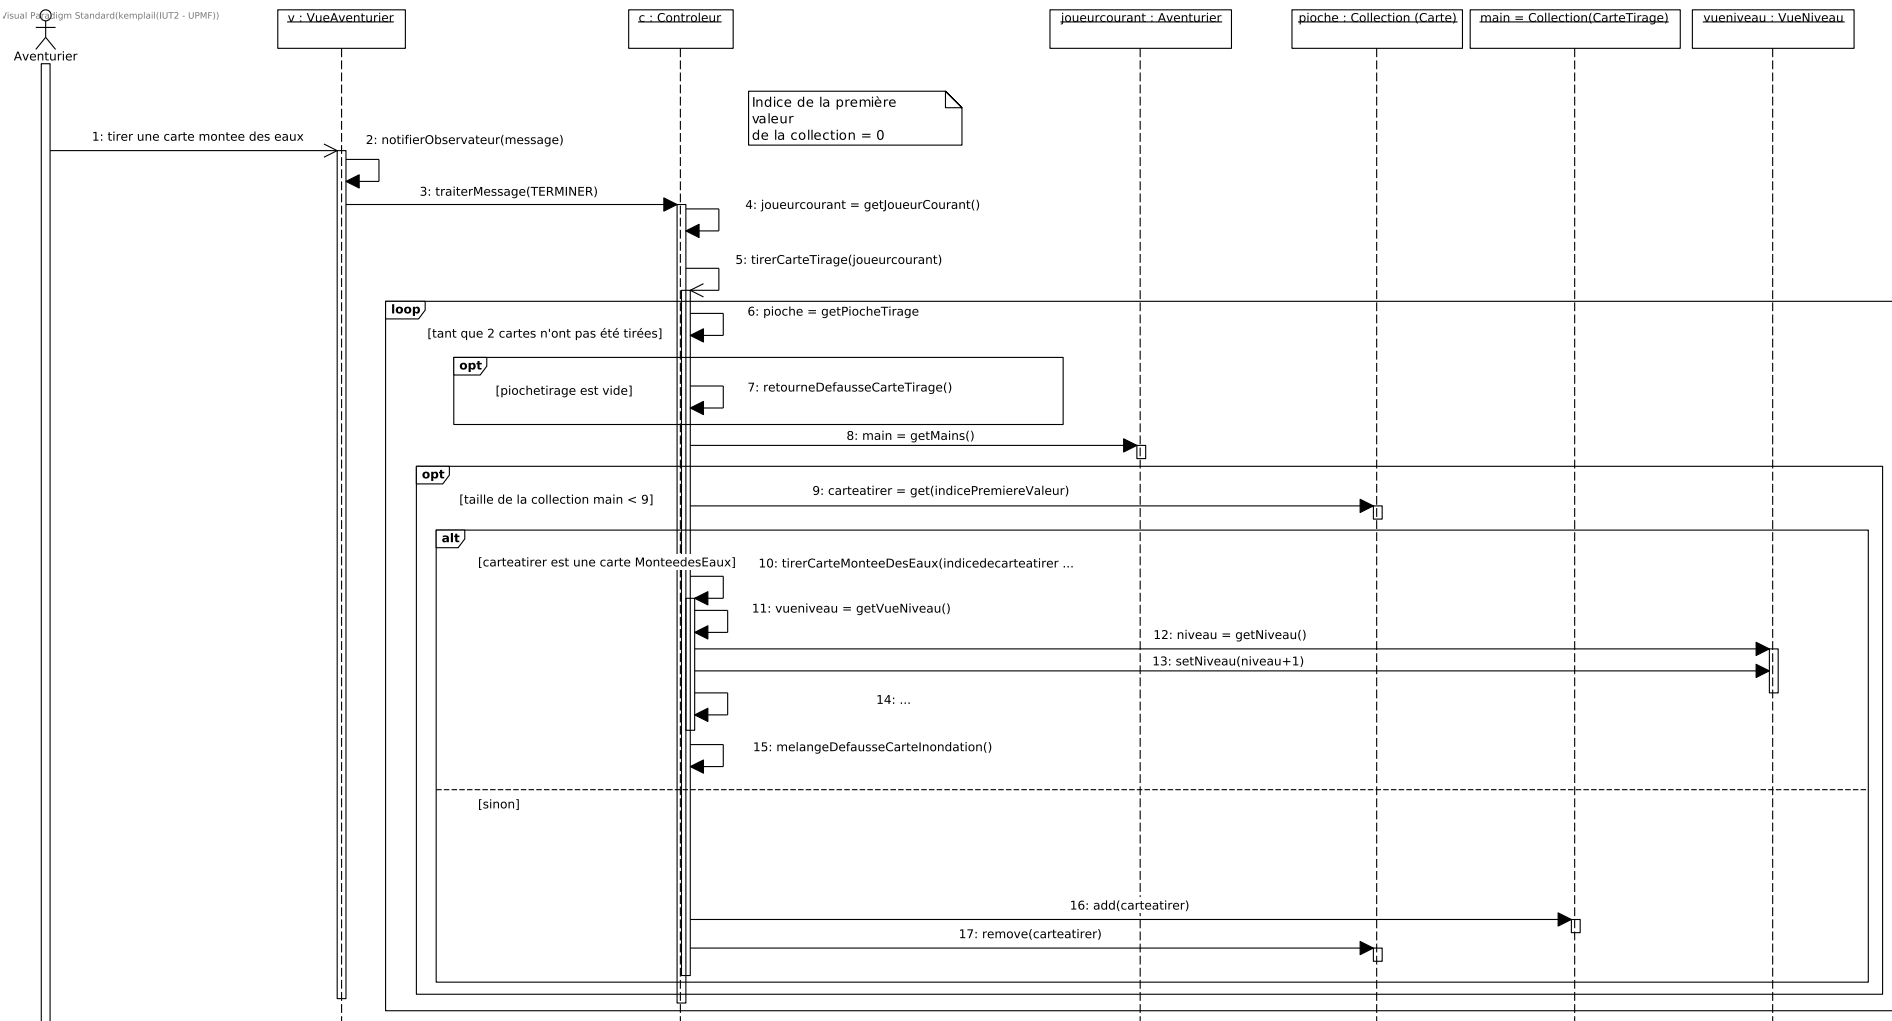 Visual Paradigm Standard(kemplail(IUT2 - UPMF))
Aventurier
v : VueAventurier
c : Controleur
joueurcourant : Aventurier
pioche : Collection (Carte)
main = Collection(CarteTirage)
vueniveau : VueNiveau
Indice de la première
valeur
de la collection = 0
1: tirer une carte montee des eaux
2: notifierObservateur(message)
3: traiterMessage(TERMINER)
4: joueurcourant = getJoueurCourant()
5: tirerCarteTirage(joueurcourant)
loop
[tant que 2 cartes n'ont pas été tirées]
6: pioche = getPiocheTirage
opt
[piochetirage est vide]
7: retourneDefausseCarteTirage()
8: main = getMains()
opt
[taille de la collection main < 9]
9: carteatirer = get(indicePremiereValeur)
alt
[carteatirer est une carte MonteedesEaux]
10: tirerCarteMonteeDesEaux(indicedecarteatirer ...
11: vueniveau = getVueNiveau()
12: niveau = getNiveau()
13: setNiveau(niveau+1)
14: ...
15: melangeDefausseCarteInondation()
[sinon]
16: add(carteatirer)
17: remove(carteatirer)